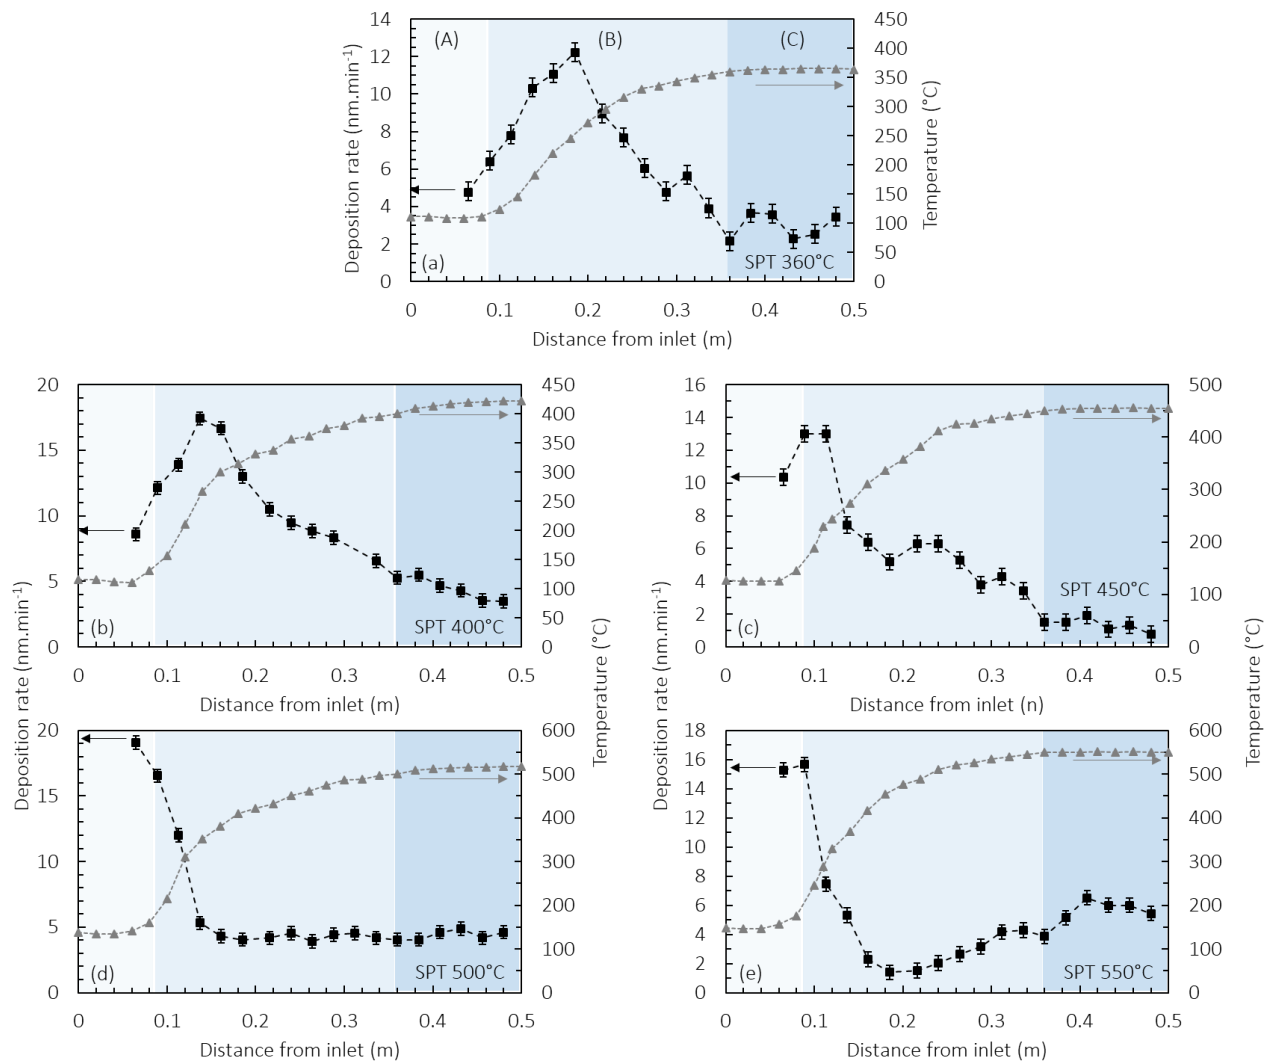 14 12 10 8 6 4 2 0
Deposition rate (nm.min⁻¹)
(A) (B) (C)
(a) SPT 360°C
450 400 350 300 250 200 150 100 50 0
Temperature (°C)
0 0.1 0.2 0.3 0.4 0.5
Distance from inlet (m)
20 15 10 5 0
Deposition rate (nm.min⁻¹)
(b) SPT 400°C
450 400 350 300 250 200 150 100 50 0
Temperature (°C)
0 0.1 0.2 0.3 0.4 0.5
Distance from inlet (m)
16 14 12 10 8 6 4 2 0
Deposition rate (nm.min⁻¹)
SPT 450°C
(c)
500 400 300 200 100 0
Temperature (°C)
0 0.1 0.2 0.3 0.4 0.5
Distance from inlet (n)
20 15 10 5 0
(d) SPT 500°C
600 500 400 300 200 100 0
0 0.1 0.2 0.3 0.4 0.5
Distance from inlet (m)
18 16 14 12 10 8 6 4 2 0
(e) SPT 550°C
600 500 400 300 200 100 0
0 0.1 0.2 0.3 0.4 0.5
Distance from inlet (m)